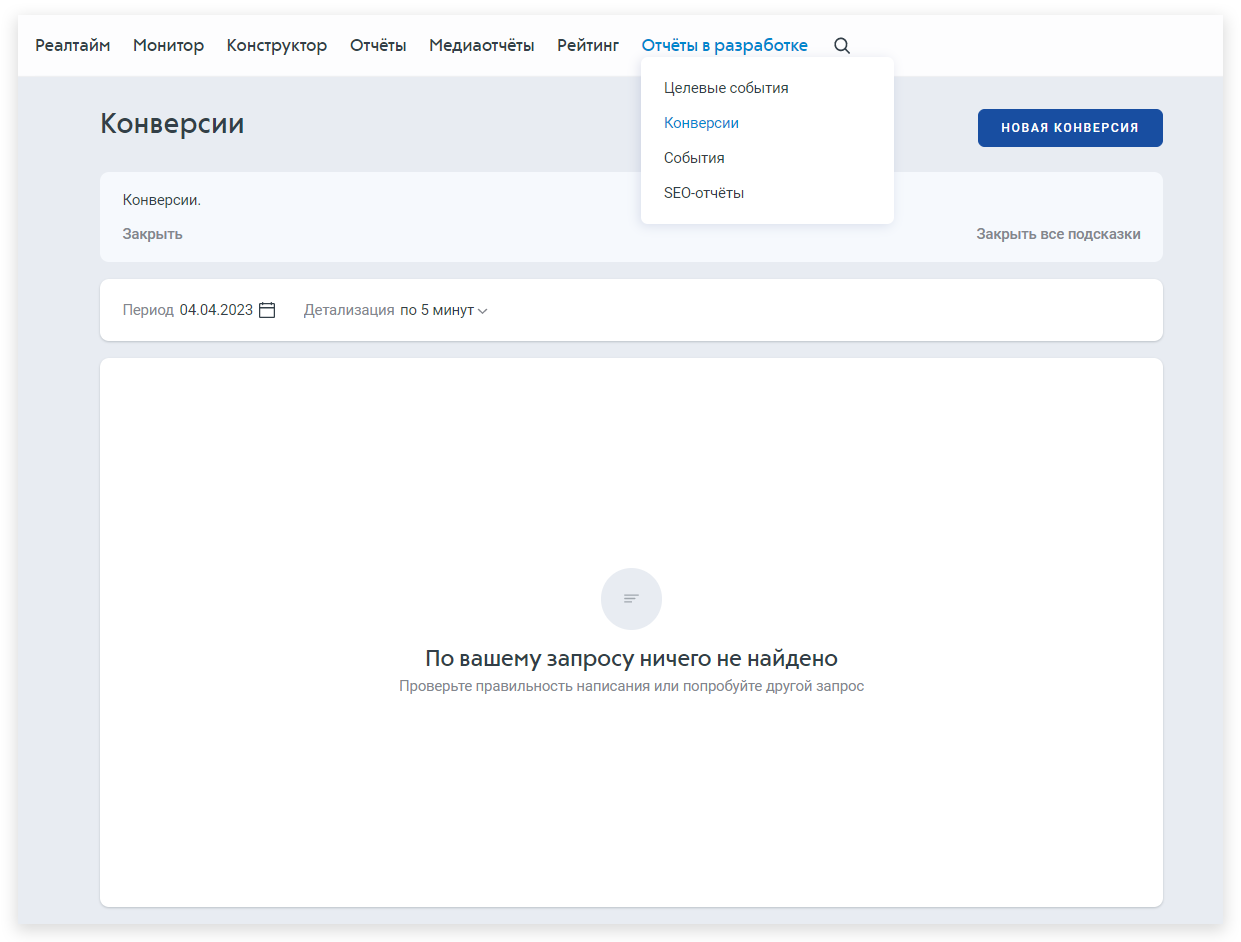 Реалтайм Монитор Конструктор Отчёты Медиаотчёты Рейтинг Отчёты в разработке
Целевые события
Конверсии
События
SEO-отчёты
Конверсии
НОВАЯ КОНВЕРСИЯ
Конверсии.
Закрыть
Закрыть все подсказки
Период 04.04.2023 Детализация по 5 минут
По вашему запросу ничего не найдено
Проверьте правильность написания или попробуйте другой запрос